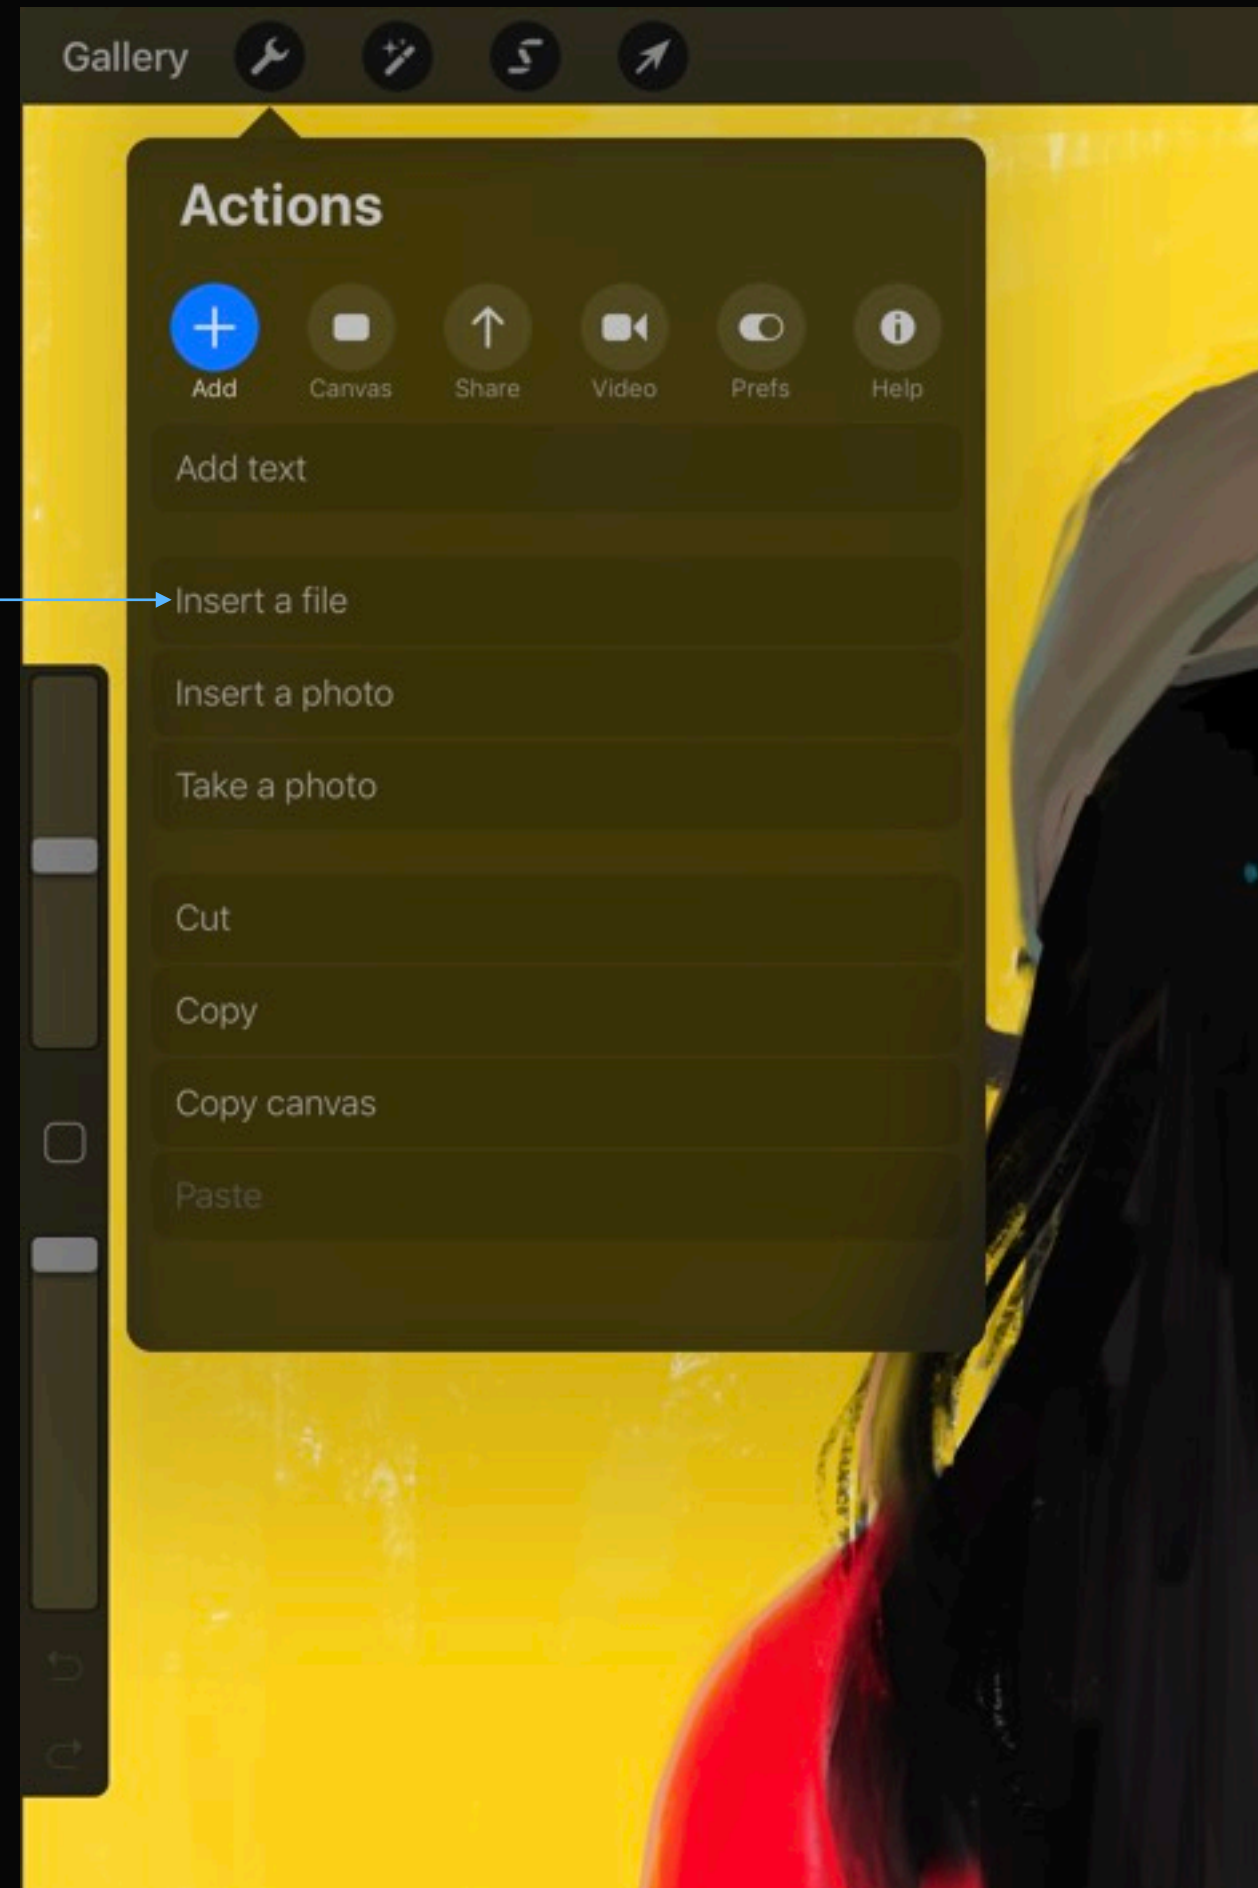 Gallery
Actions
Add Canvas Share Video Prefs Help
Add text
Insert a file
Insert a photo
Take a photo
Cut
Copy
Copy canvas
Paste